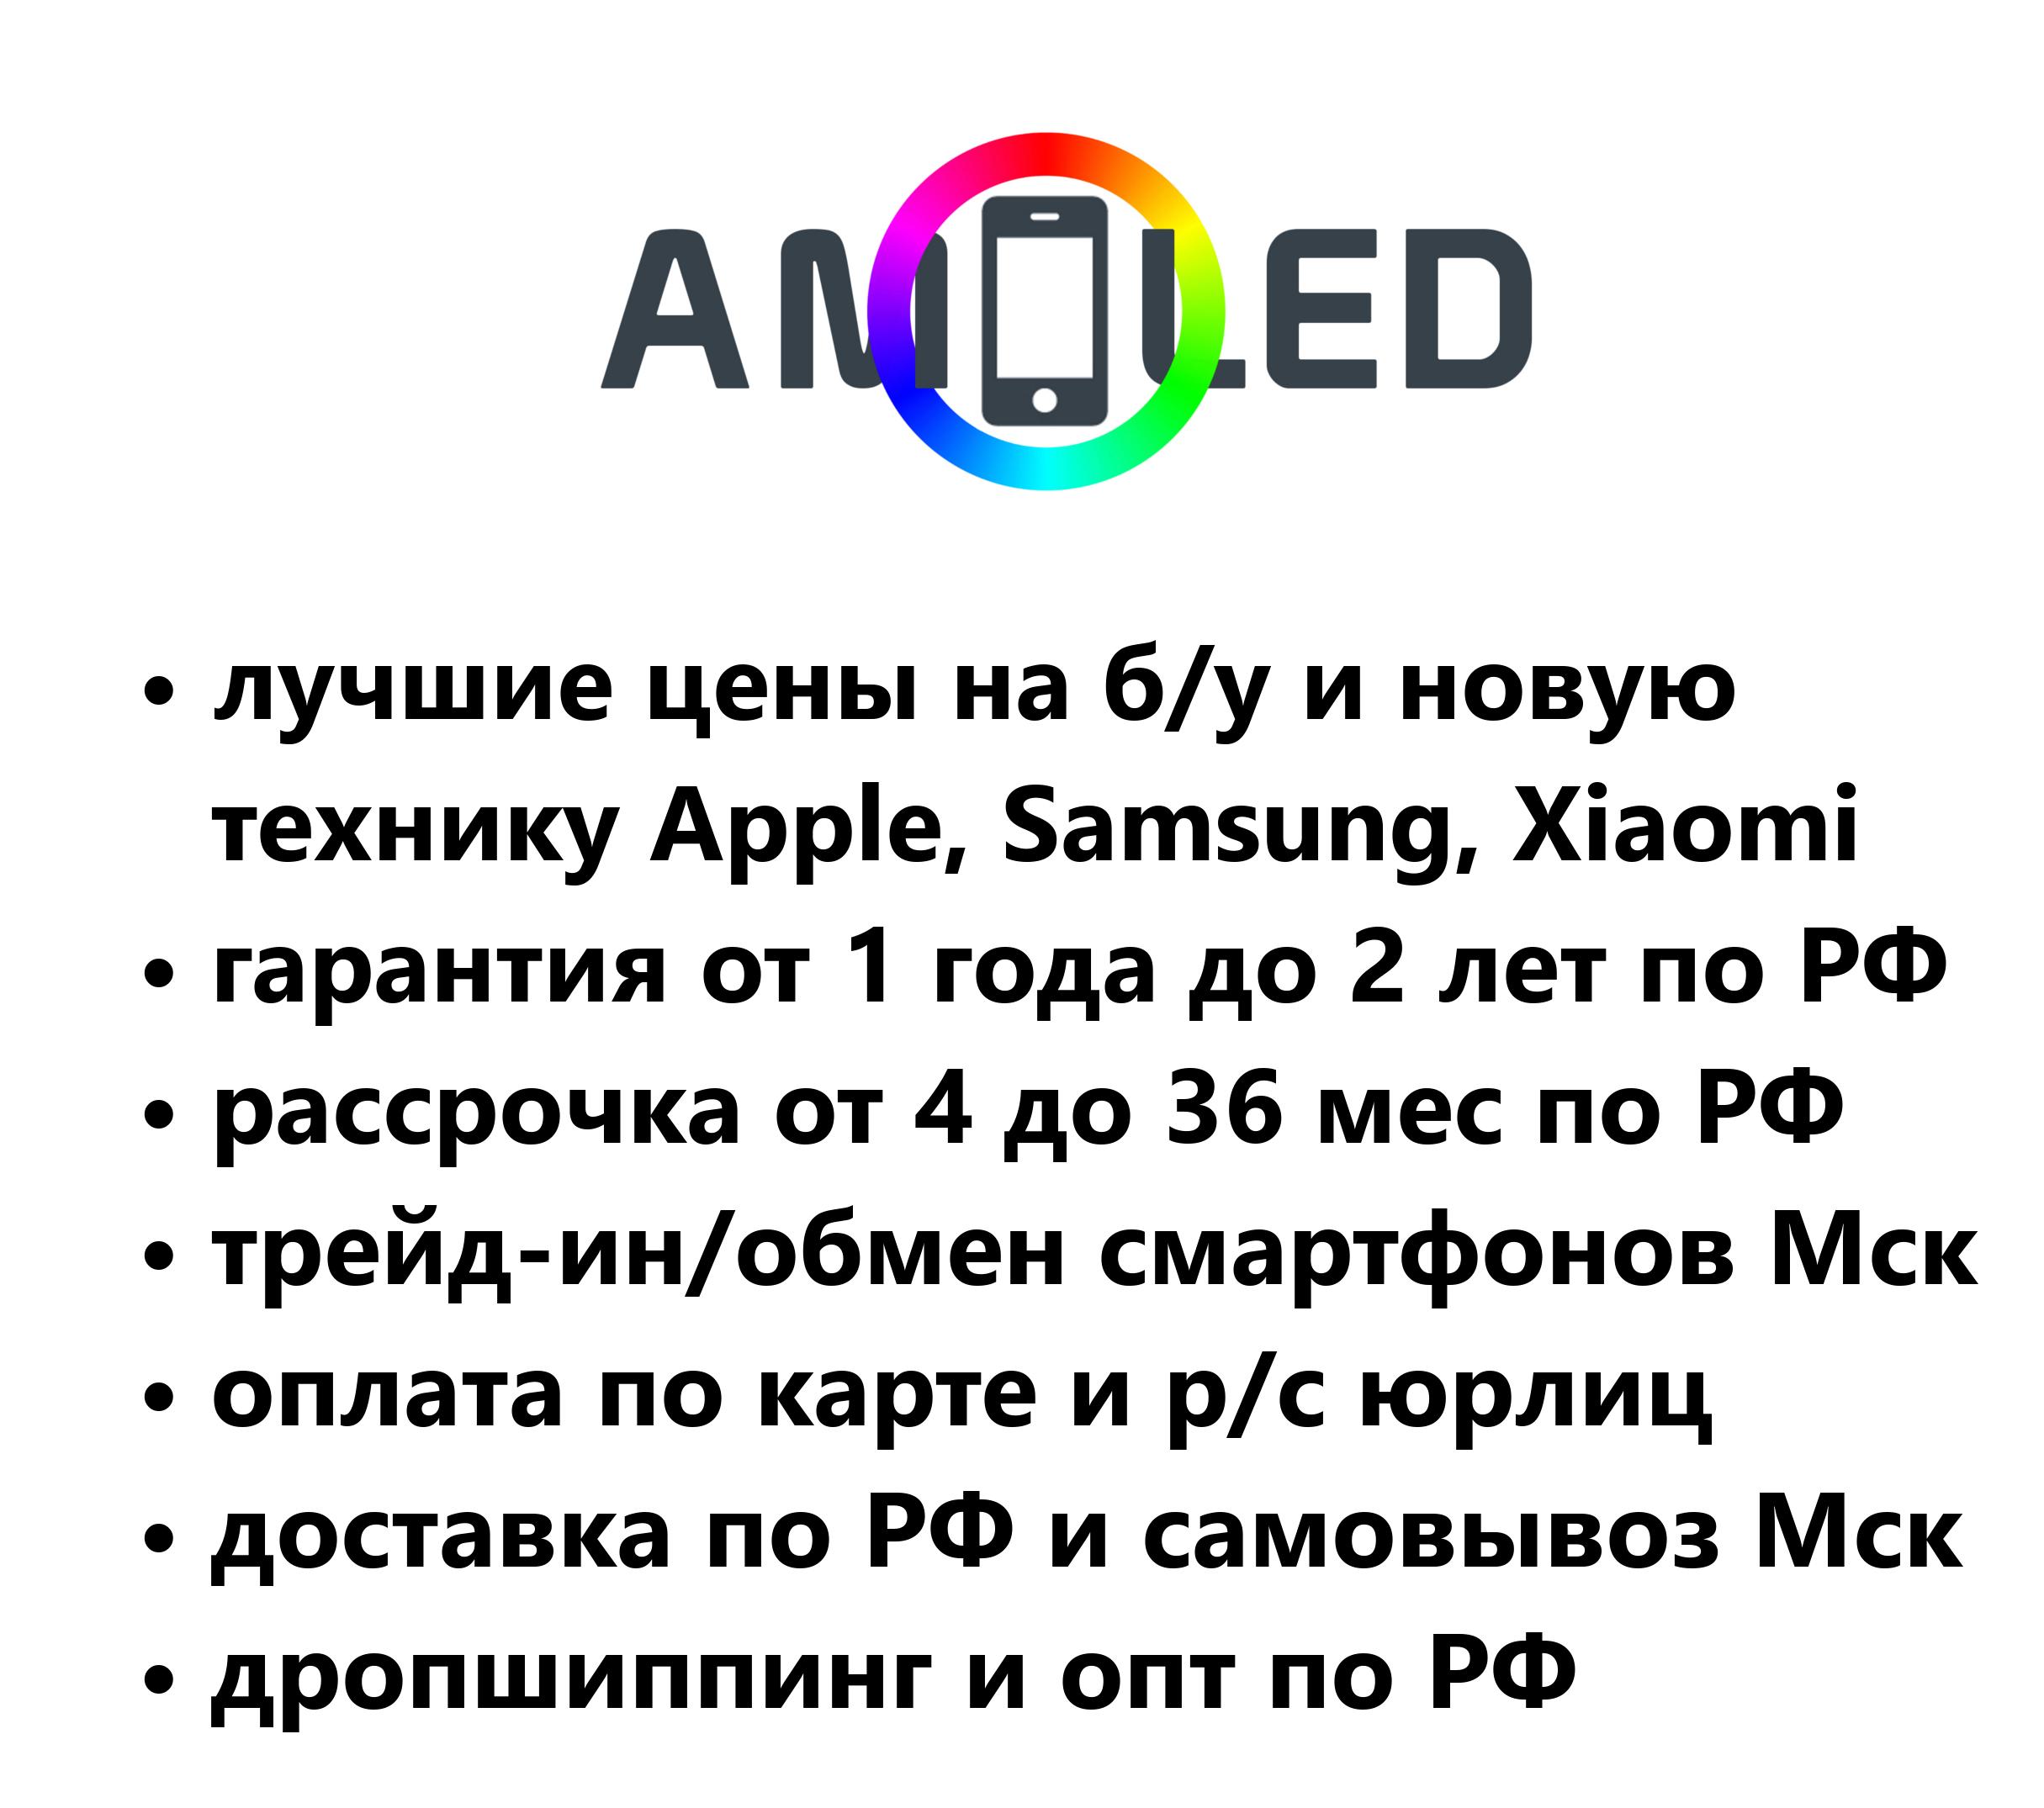 AMOLED
• лучшие цены на б/у и новую
технику Apple, Samsung, Xiaomi
• гарантия от 1 года до 2 лет по РФ
• рассрочка от 4 до 36 мес по РФ
• трейд-ин/обмен смартфонов Мск
• оплата по карте и р/с юрлиц
• доставка по РФ и самовывоз Мск
• дропшиппинг и опт по РФ